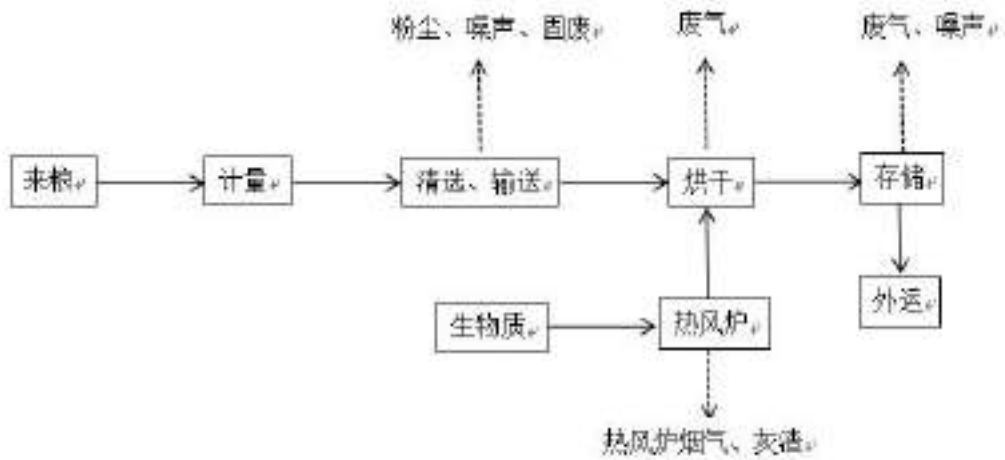 粉尘、噪声、固废
废气
废气、噪声
来粮
计量
清选、输送
烘干
存储
生物质
热风炉
外运
热风炉烟气、灰渣